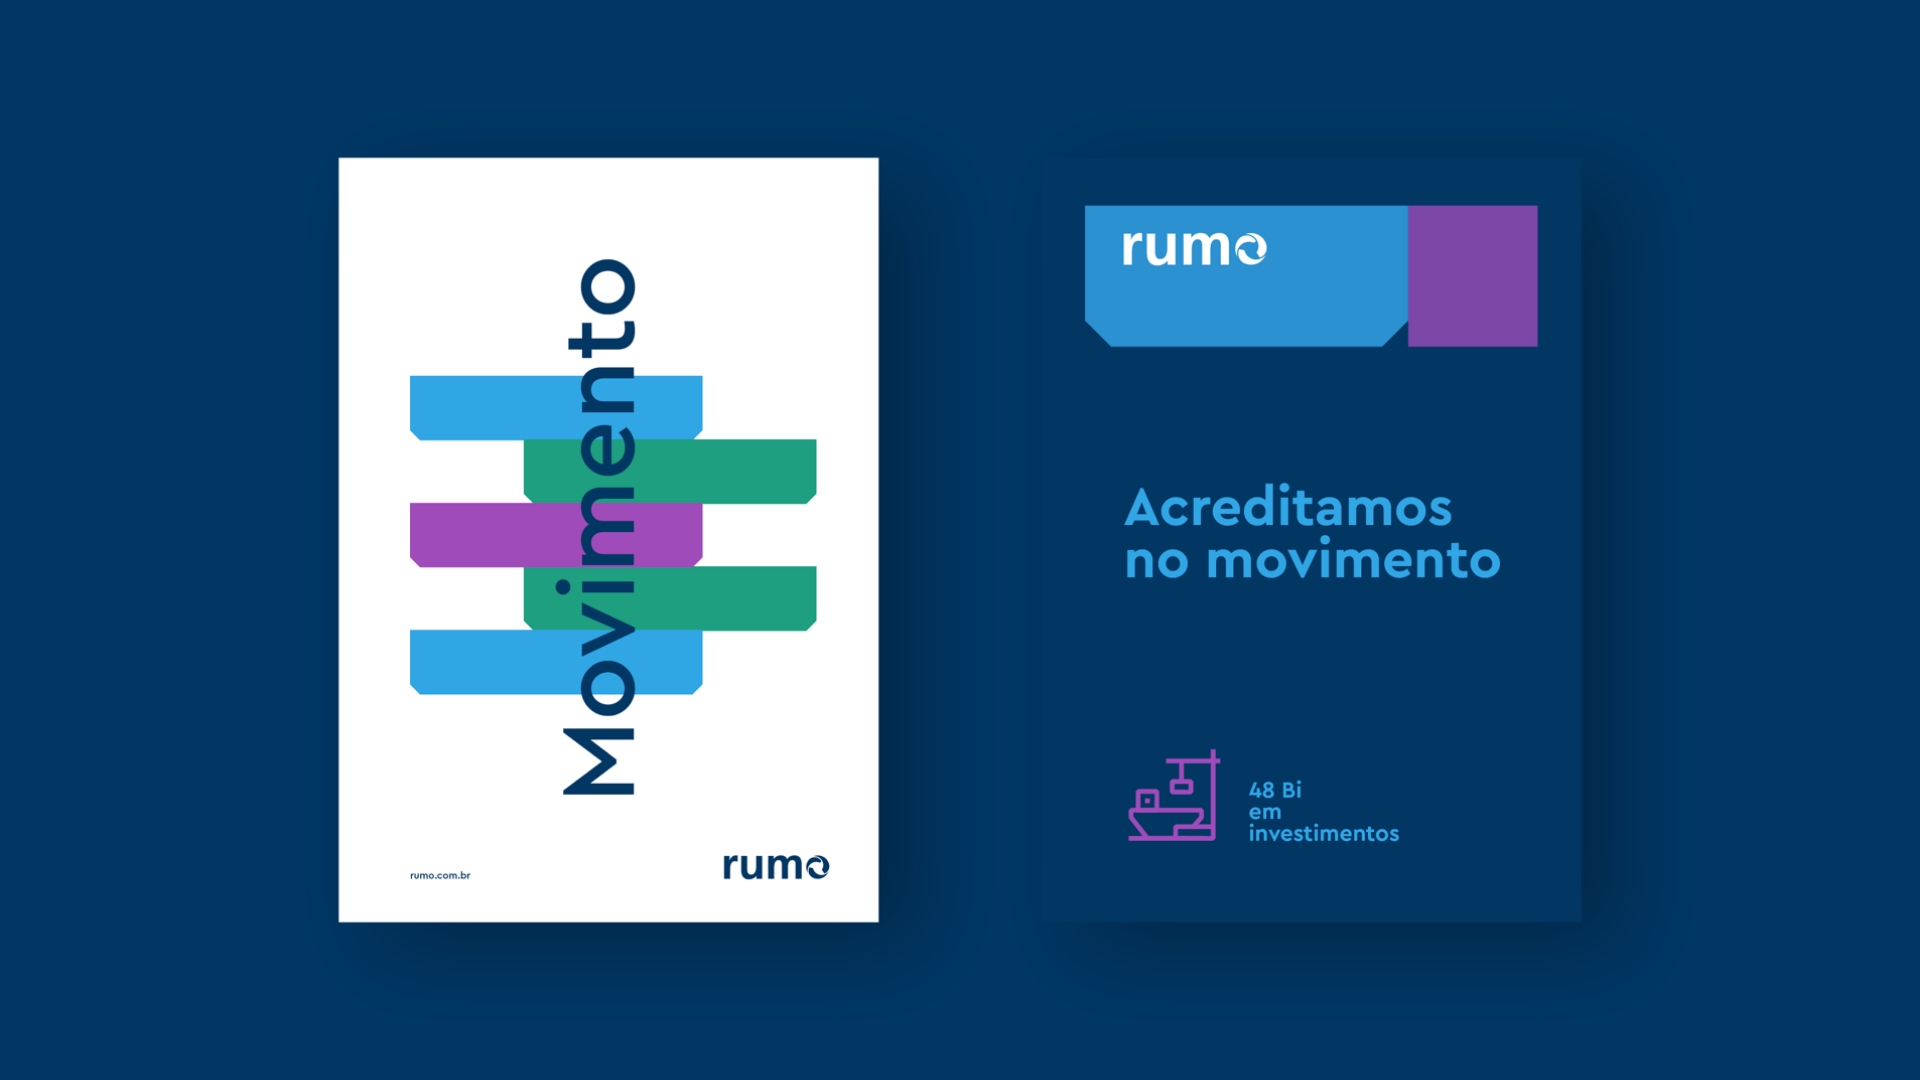 Movimento
rumo.com.br
rumo
rumo
Acreditamos
no movimento
48 Bi
em
investimentos